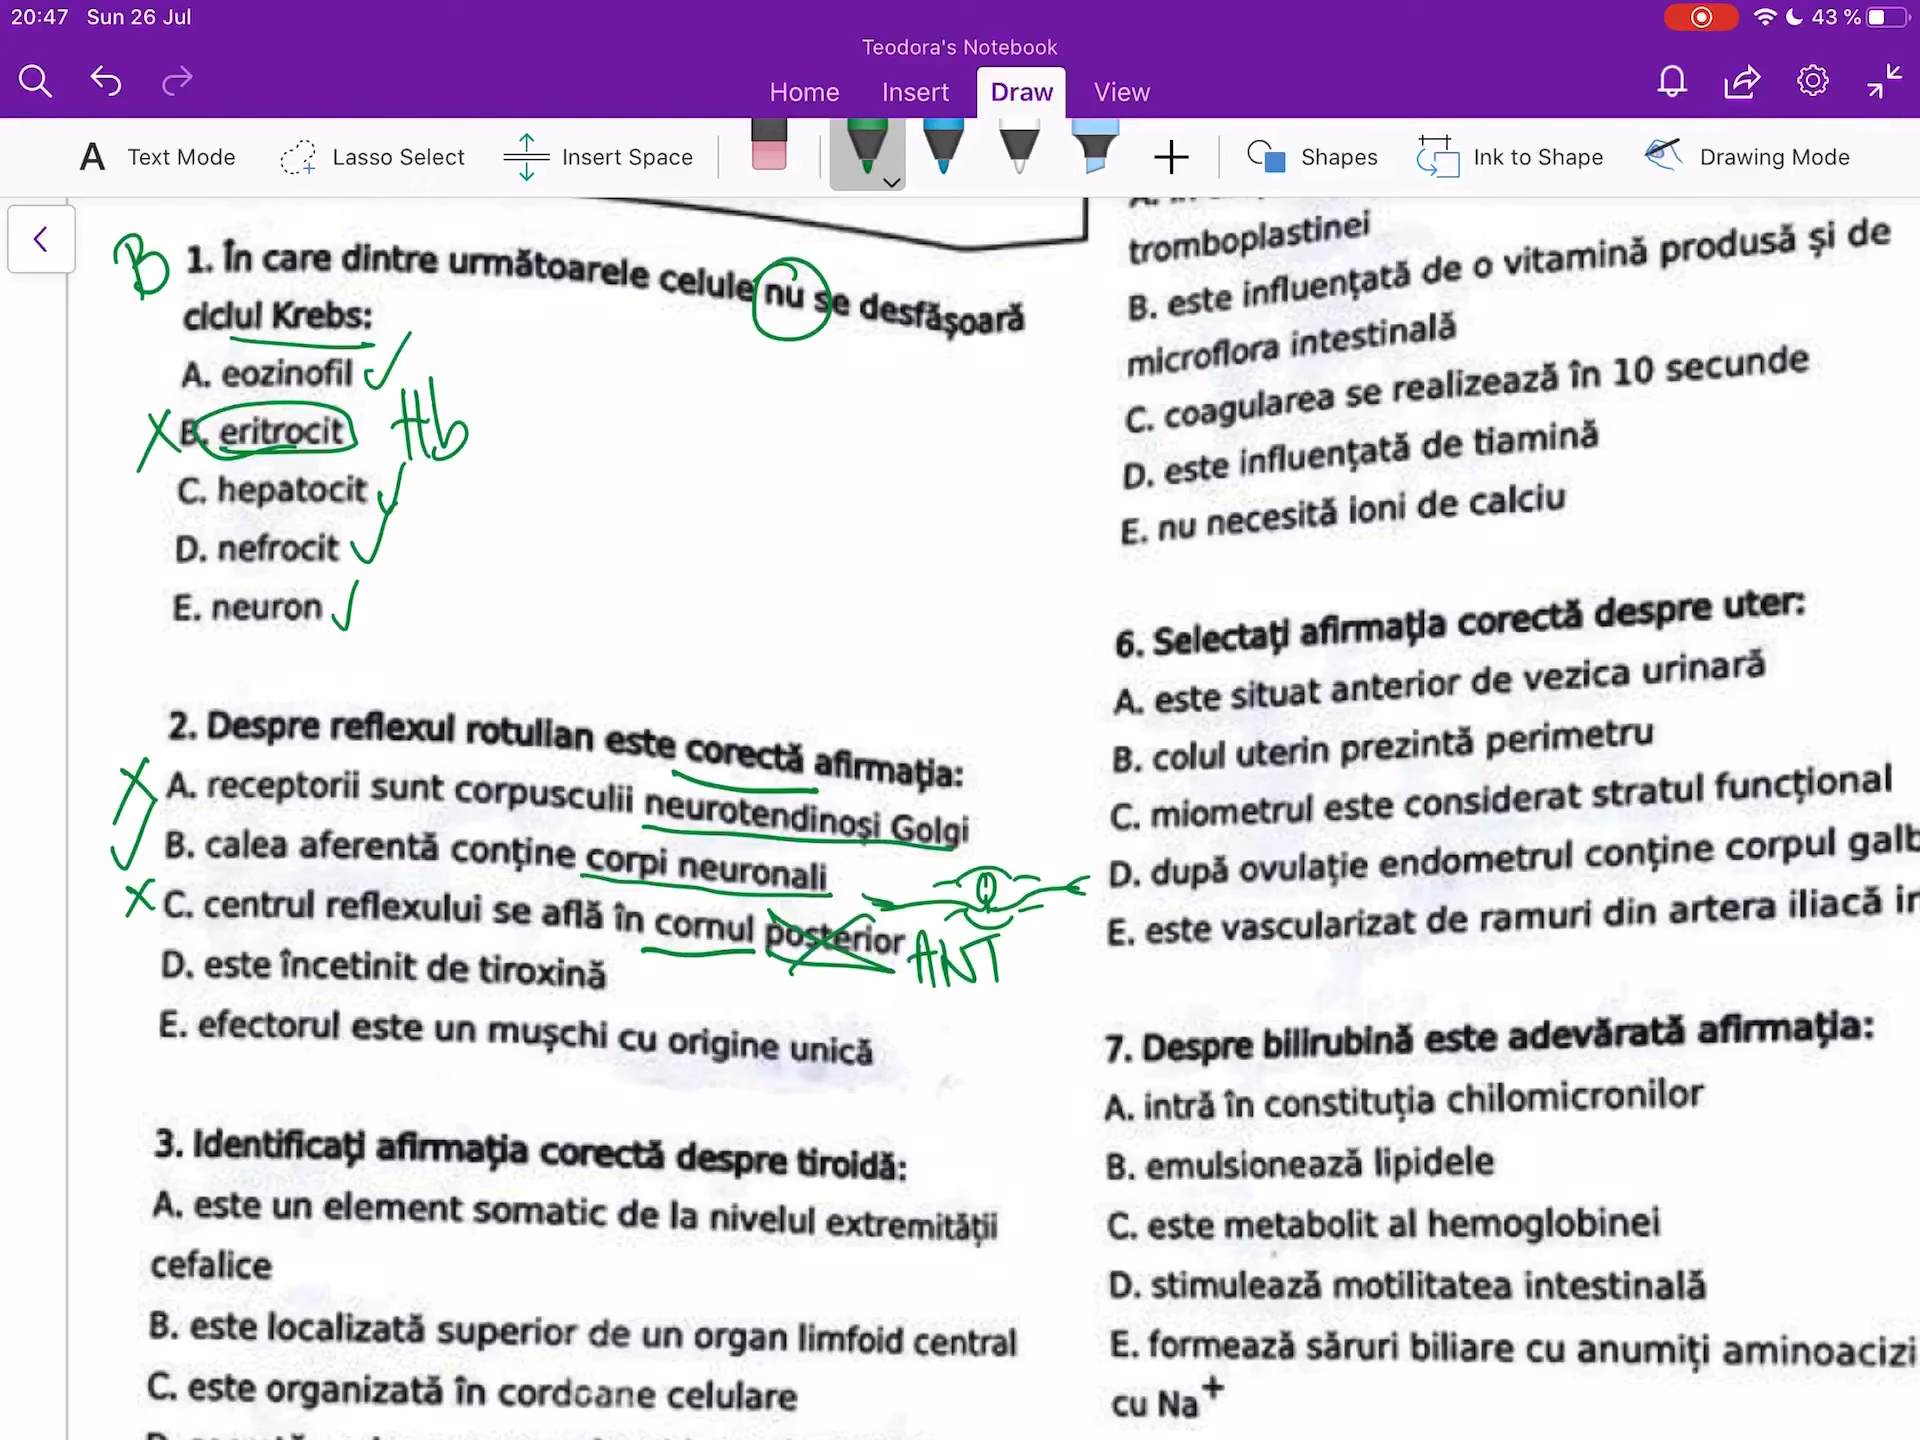 20:47 Sun 26 Jul
43 %
Teodora's Notebook
Home Insert Draw View
A Text Mode Lasso Select Insert Space Shapes Ink to Shape Drawing Mode
B 1. În care dintre următoarele celule nu se desfășoară
ciclul Krebs:
A. eozinofil
B. eritrocit Hb
C. hepatocit
D. nefrocit
E. neuron
2. Despre reflexul rotulian este corectă afirmația:
A. receptorii sunt corpusculii neurotendinoși Golgi
B. calea aferentă conține corpi neuronali
C. centrul reflexului se află în cornul posterior ANT
D. este încetinit de tiroxină
E. efectorul este un mușchi cu origine unică
3. Identificați afirmația corectă despre tiroidă:
A. este un element somatic de la nivelul extremității
cefalice
B. este localizată superior de un organ limfoid central
C. este organizată în cordoane celulare
tromboplastinei
B. este influențată de o vitamină produsă și de
microflora intestinală
C. coagularea se realizează în 10 secunde
D. este influențată de tiamină
E. nu necesită ioni de calciu
6. Selectați afirmația corectă despre uter:
A. este situat anterior de vezica urinară
B. colul uterin prezintă perimetru
C. miometrul este considerat stratul funcțional
D. după ovulație endometrul conține corpul galb
E. este vascularizat de ramuri din artera iliacă in
7. Despre bilirubină este adevărată afirmația:
A. intră în constituția chilomicronilor
B. emulsionează lipidele
C. este metabolit al hemoglobinei
D. stimulează motilitatea intestinală
E. formează săruri biliare cu anumiți aminoacizi
cu Na+